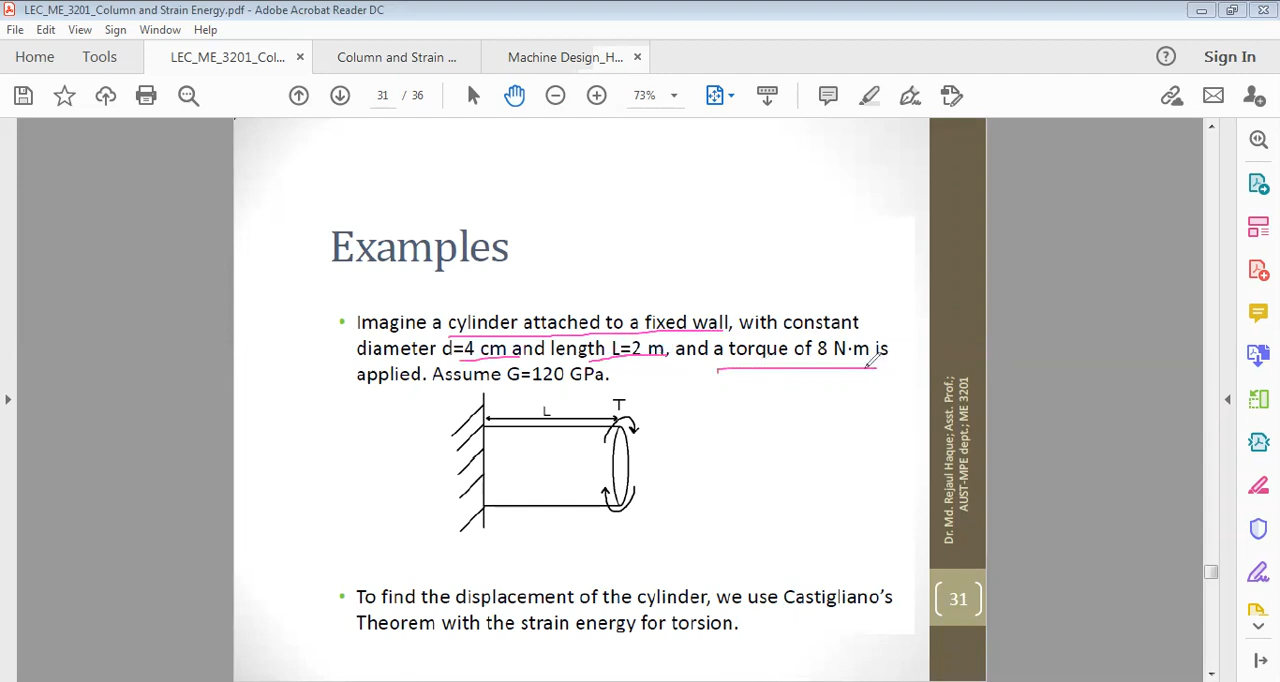 LEC_ME_3201_Column and Strain Energy.pdf - Adobe Acrobat Reader DC
File Edit View Sign Window Help
Home Tools LEC_ME_3201_Col... × Column and Strain ... Machine Design_H... × Sign In
31 / 36 73%
Examples
• Imagine a cylinder attached to a fixed wall, with constant
diameter d=4 cm and length L=2 m, and a torque of 8 N·m is
applied. Assume G=120 GPa.
L T
• To find the displacement of the cylinder, we use Castigliano’s
Theorem with the strain energy for torsion.
Dr. Md. Rejaul Haque; Asst. Prof.;
AUST-MPE dept.; ME 3201
31